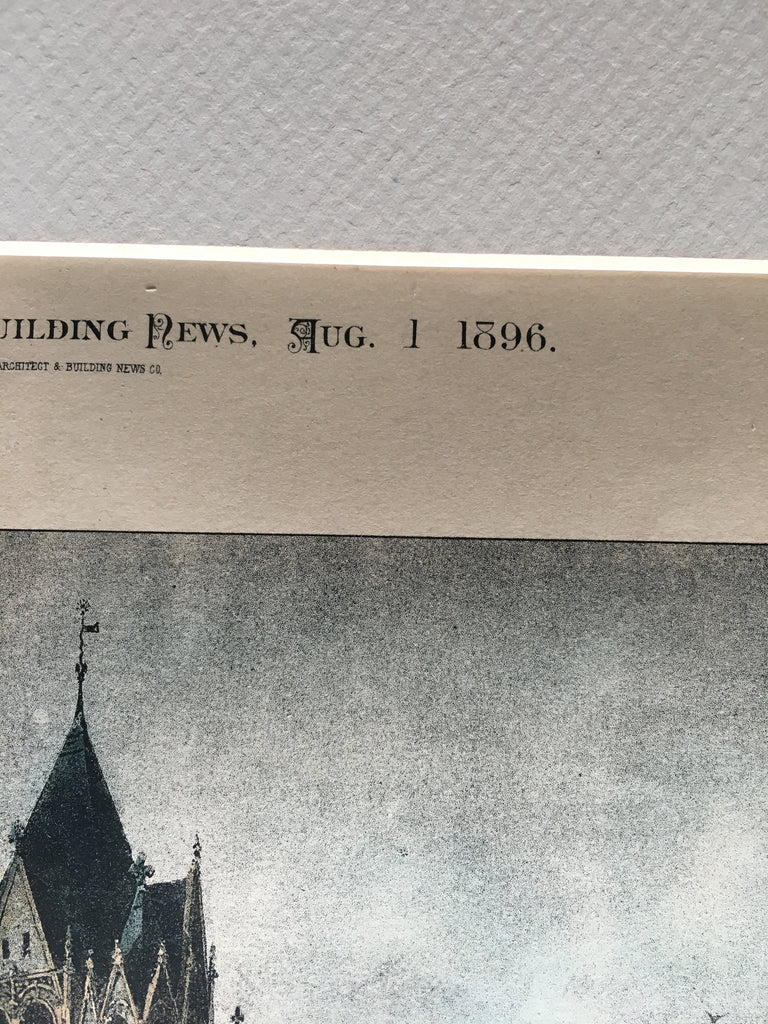 UILDING NEWS, AUG. 1 1896.
ARCHITECT & BUILDING NEWS CO.